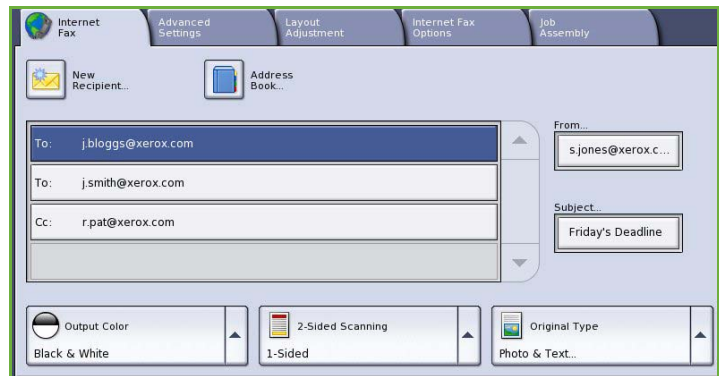 Internet
Fax
Advanced
Settings
Layout
Adjustment
Internet Fax
Options
Job
Assembly
New
Recipient...
Address
Book...
From...
To: j.bloggs@xerox.com
s.jones@xerox.c...
To: j.smith@xerox.com
Subject...
Cc: r.pat@xerox.com
Friday's Deadline
Output Color
Black & White
2-Sided Scanning
1-Sided
Original Type
Photo & Text...